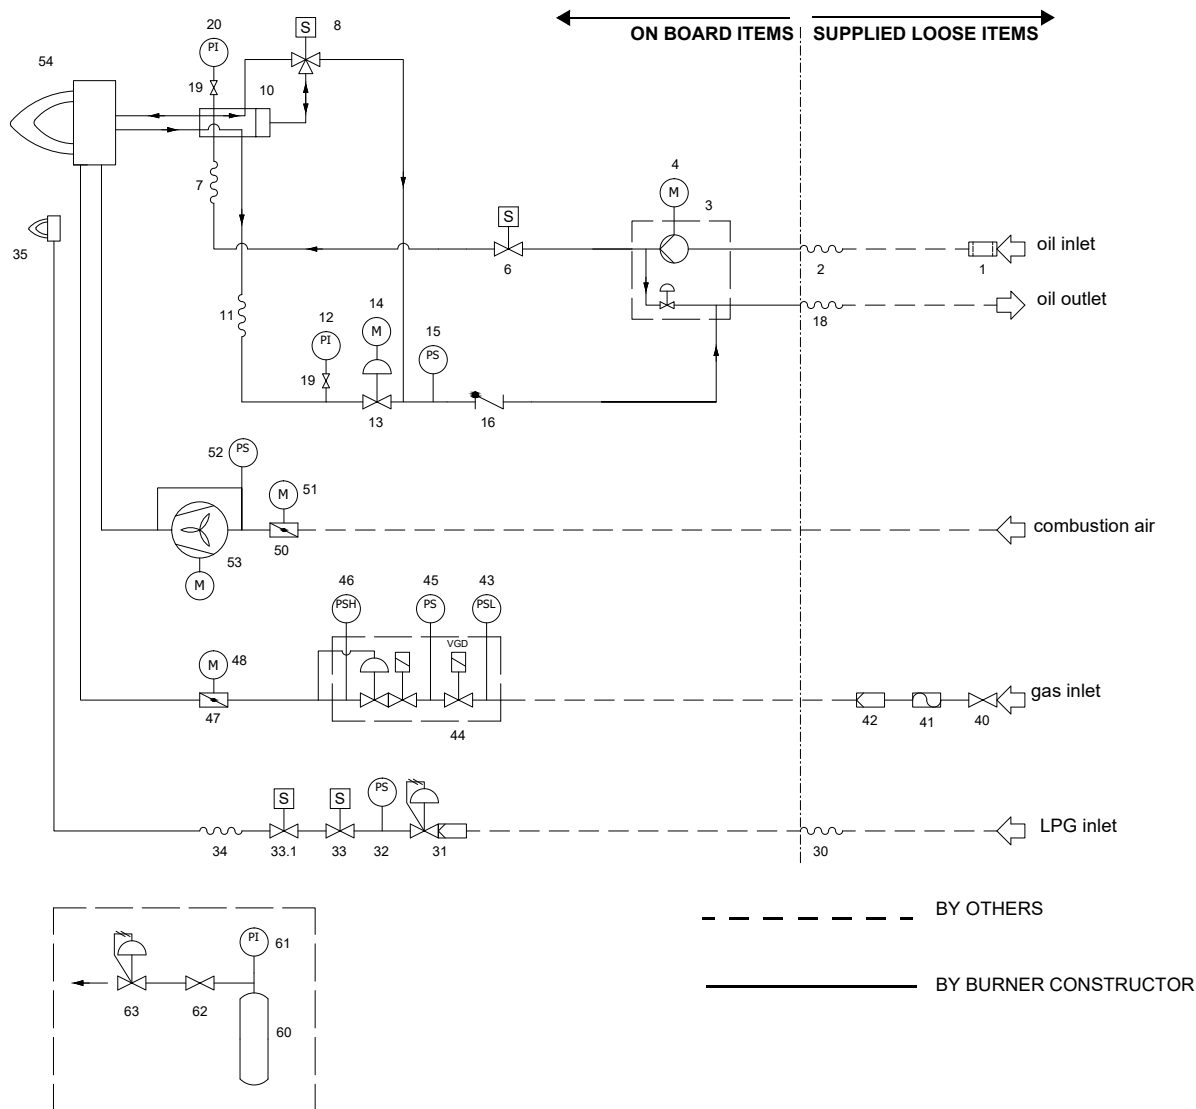 ON BOARD ITEMS
SUPPLIED LOOSE ITEMS
20
S
8
54
PI
19
10
7
4
M
3
S
6
35
oil inlet
2
1
oil outlet
18
11
12
14
15
PI
M
PS
19
13
16
52
PS
51
M
combustion air
50
53
M
46
45
43
PSH
PS
PSL
VGD
M
48
47
44
gas inlet
42
41
40
S
S
PS
LPG inlet
34
33.1
33
32
31
30
BY OTHERS
PI
61
BY BURNER CONSTRUCTOR
63
62
60